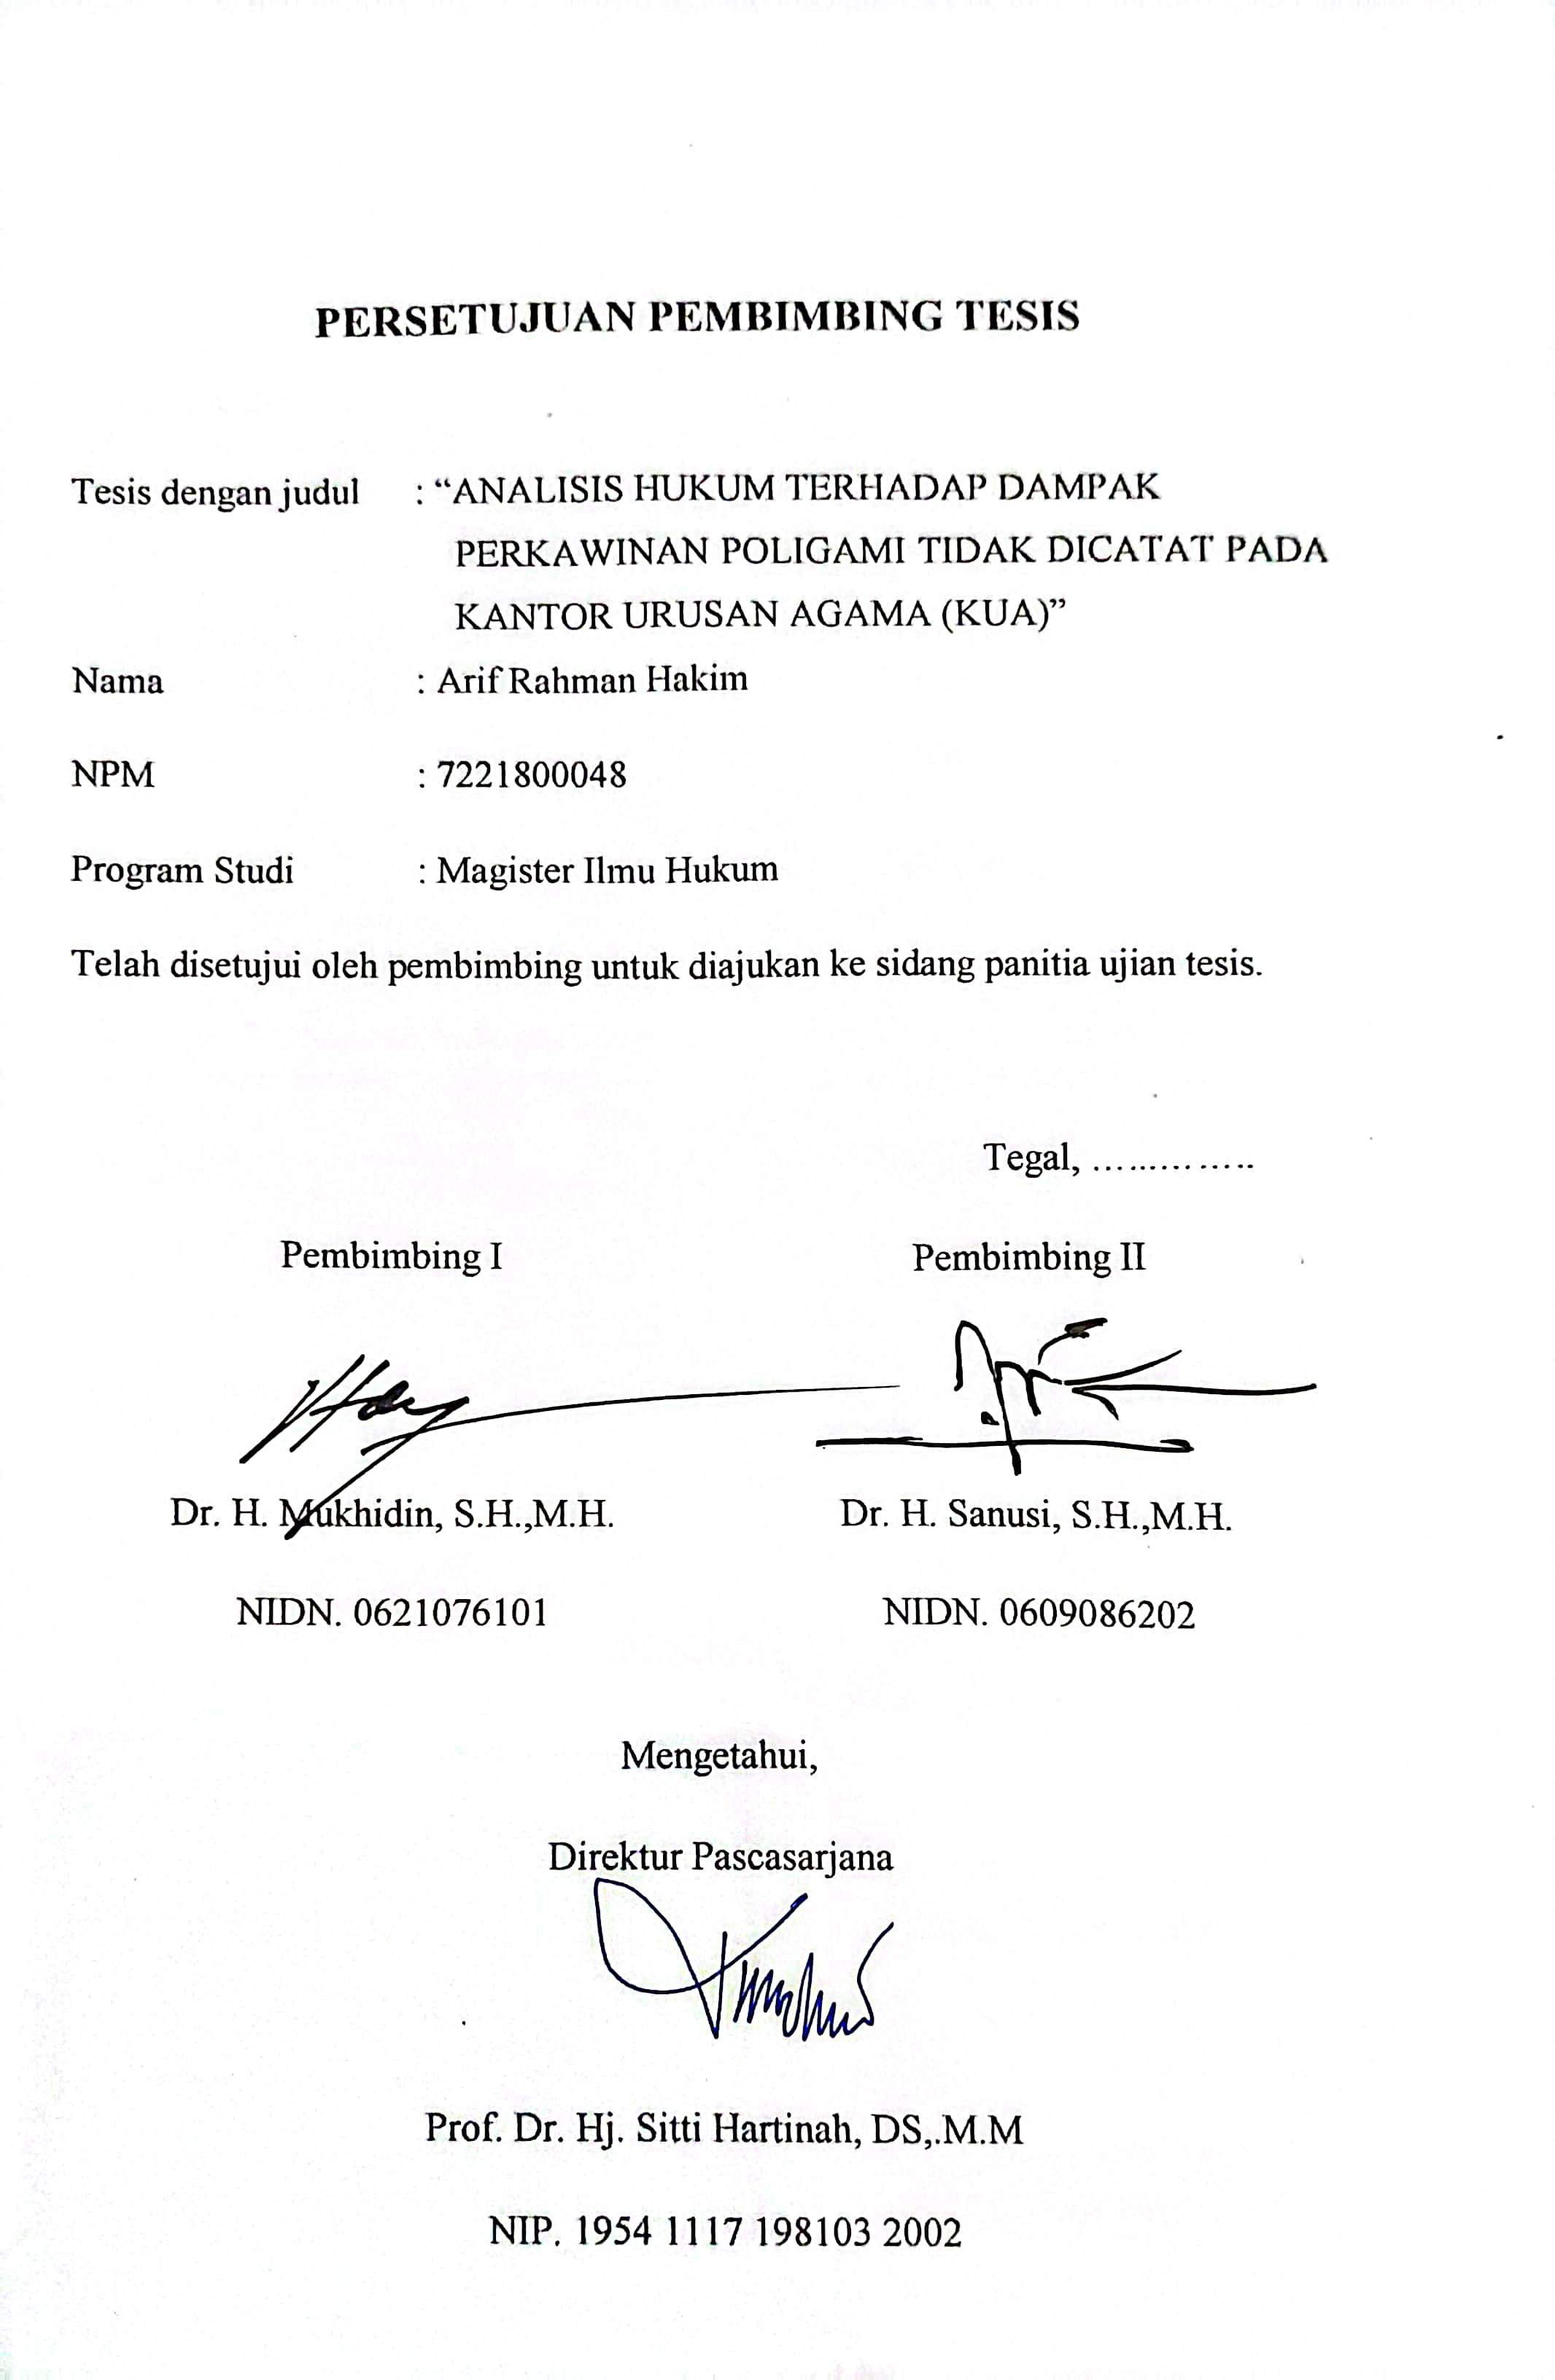 PERSETUJUAN PEMBIMBING TESIS
Tesis dengan judul : “ANALISIS HUKUM TERHADAP DAMPAK
PERKAWINAN POLIGAMI TIDAK DICATAT PADA
KANTOR URUSAN AGAMA (KUA)”
Nama : Arif Rahman Hakim
NPM : 7221800048
Program Studi : Magister Ilmu Hukum
Telah disetujui oleh pembimbing untuk diajukan ke sidang panitia ujian tesis.
Tegal, ……………
Pembimbing I Pembimbing II
Dr. H. Mukhidin, S.H.,M.H. Dr. H. Sanusi, S.H.,M.H.
NIDN. 0621076101 NIDN. 0609086202
Mengetahui,
Direktur Pascasarjana
Prof. Dr. Hj. Sitti Hartinah, DS,.M.M
NIP. 1954 1117 198103 2002